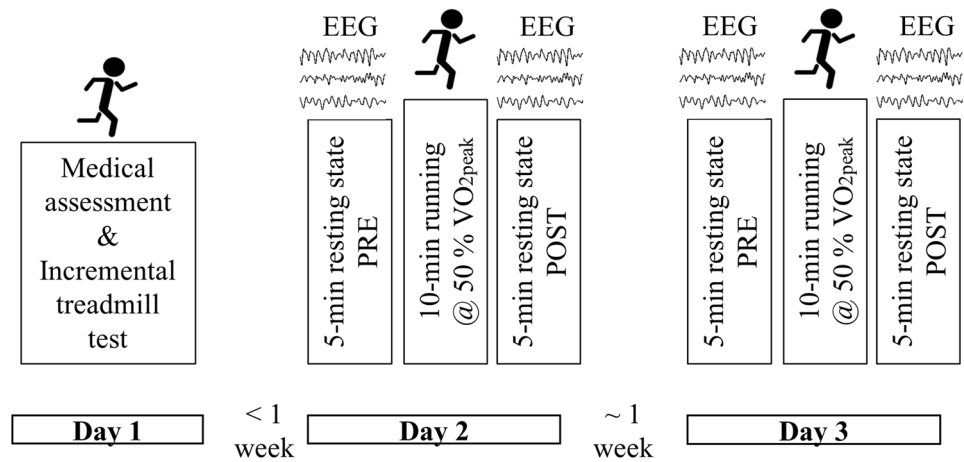 Medical
assessment
&
Incremental
treadmill
test
EEG
5-min resting state
PRE
10-min running
@ 50 % VO2peak
EEG
5-min resting state
POST
EEG
5-min resting state
PRE
10-min running
@ 50 % VO2peak
EEG
5-min resting state
POST
Day 1
< 1
week
Day 2
~ 1
week
Day 3